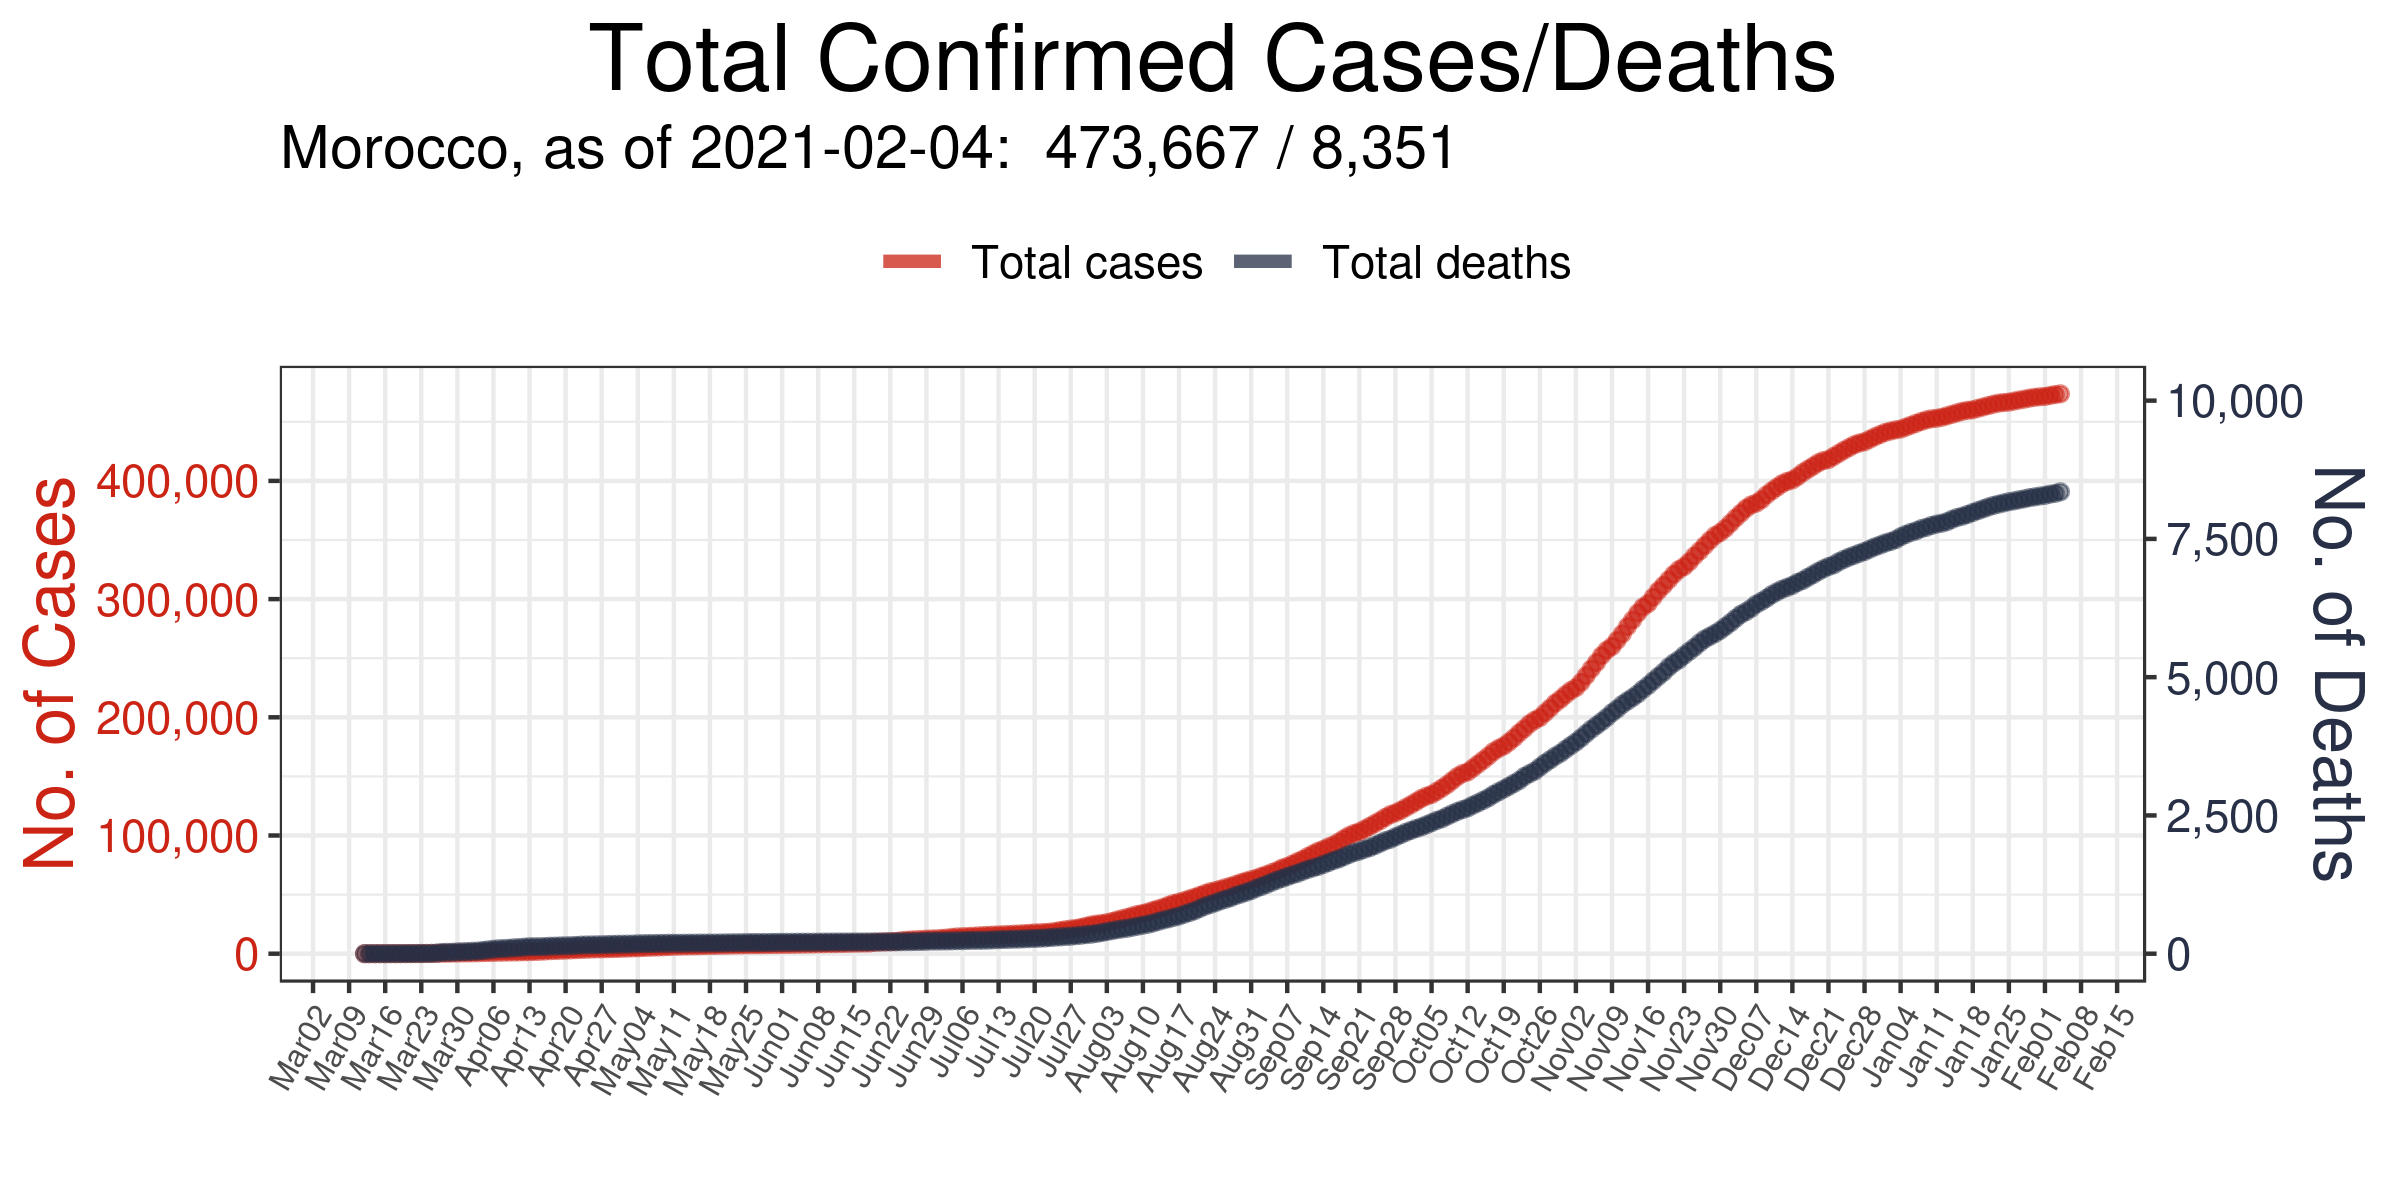 Total Confirmed Cases/Deaths
Morocco, as of 2021-02-04:  473,667 / 8,351
Total cases
Total deaths
No. of Cases
400,000
300,000
200,000
100,000
0
10,000
7,500
5,000
2,500
0
No. of Deaths
Mar02
Mar09
Mar16
Mar23
Mar30
Apr06
Apr13
Apr20
Apr27
May04
May11
May18
May25
Jun01
Jun08
Jun15
Jun22
Jun29
Jul06
Jul13
Jul20
Jul27
Aug03
Aug10
Aug17
Aug24
Aug31
Sep07
Sep14
Sep21
Sep28
Oct05
Oct12
Oct19
Oct26
Nov02
Nov09
Nov16
Nov23
Nov30
Dec07
Dec14
Dec21
Dec28
Jan04
Jan11
Jan18
Jan25
Feb01
Feb08
Feb15